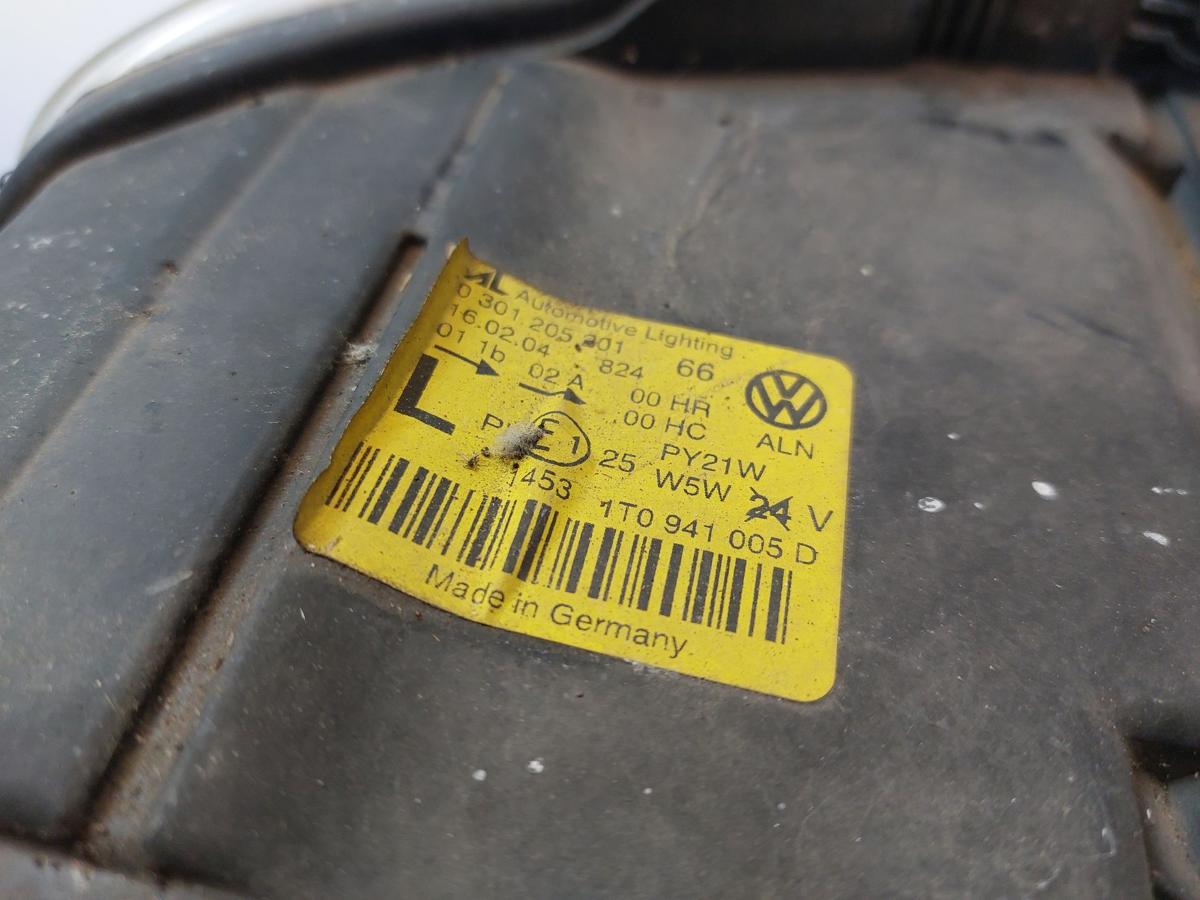 AL Automotive Lighting
0 301 205 201
16.02.04 824 66
01 1b 02 A 00 HR
L 00 HC
E1 25 PY21W
W5W 24 V
1453
VW
ALN
1T0 941 005 D
Made in Germany